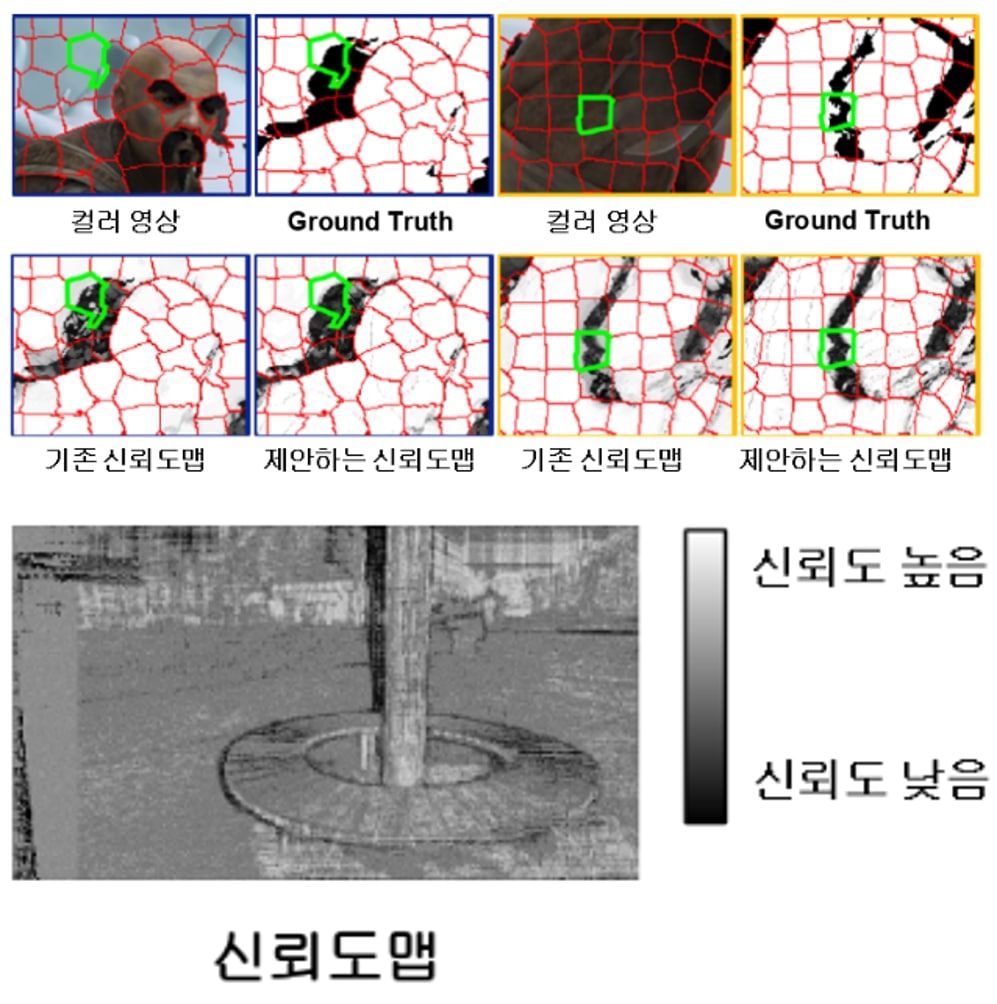 컬러 영상 Ground Truth 컬러 영상 Ground Truth
기존 신뢰도맵 제안하는 신뢰도맵 기존 신뢰도맵 제안하는 신뢰도맵
신뢰도 높음
신뢰도 낮음
신뢰도맵